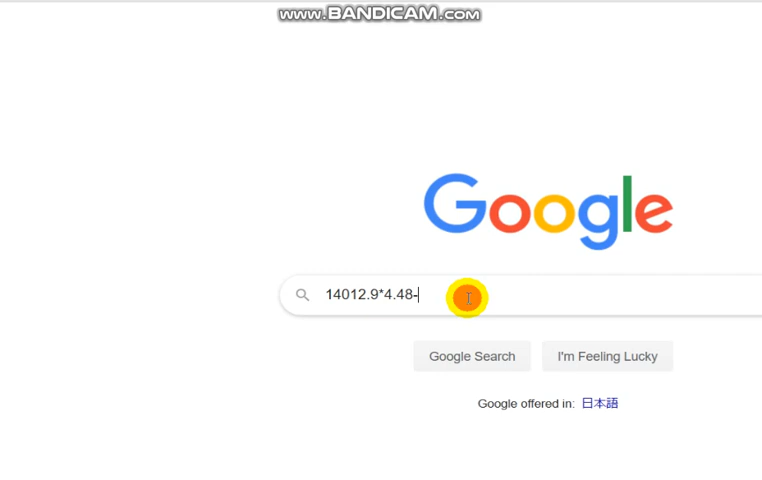 www.BANDICAM.com
Google
14012.9*4.48-
Google Search
I'm Feeling Lucky
Google offered in: 日本語